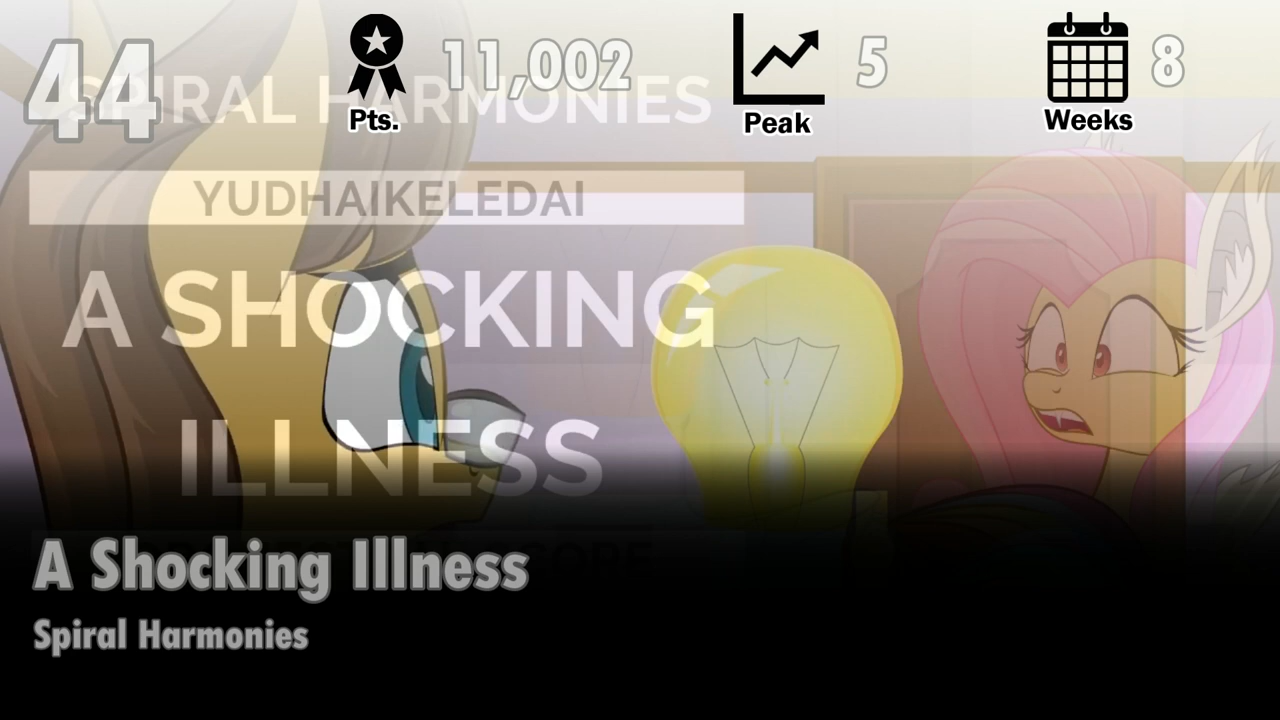 44
11,002
5
8
Pts.
Peak
Weeks
SPIRAL HARMONIES
YUDHAIKELEDAI
A SHOCKING
ILLNESS
A Shocking Illness
Spiral Harmonies